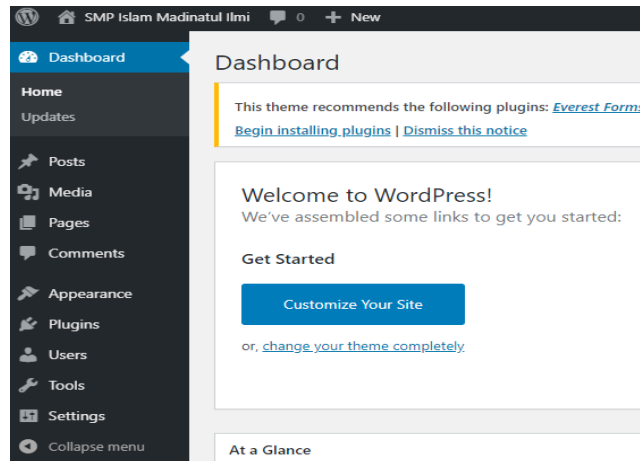 SMP Islam Madinatul Ilmi 0 New
Dashboard
Home
Updates
Posts
Media
Pages
Comments
Appearance
Plugins
Users
Tools
Settings
Collapse menu
Dashboard
This theme recommends the following plugins: Everest Forms
Begin installing plugins | Dismiss this notice
Welcome to WordPress!
We've assembled some links to get you started:
Get Started
Customize Your Site
or, change your theme completely
At a Glance